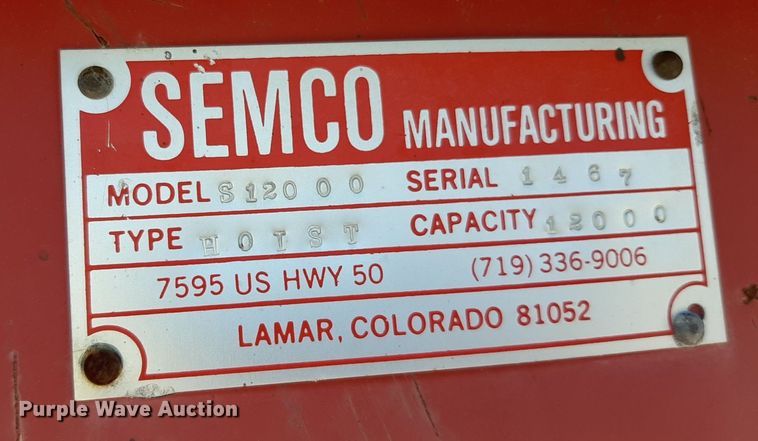 SEMCO MANUFACTURING
MODEL S12000 SERIAL 1467
TYPE HOIST CAPACITY 12000
7595 US HWY 50 (719) 336-9006
LAMAR, COLORADO 81052
Purple Wave Auction